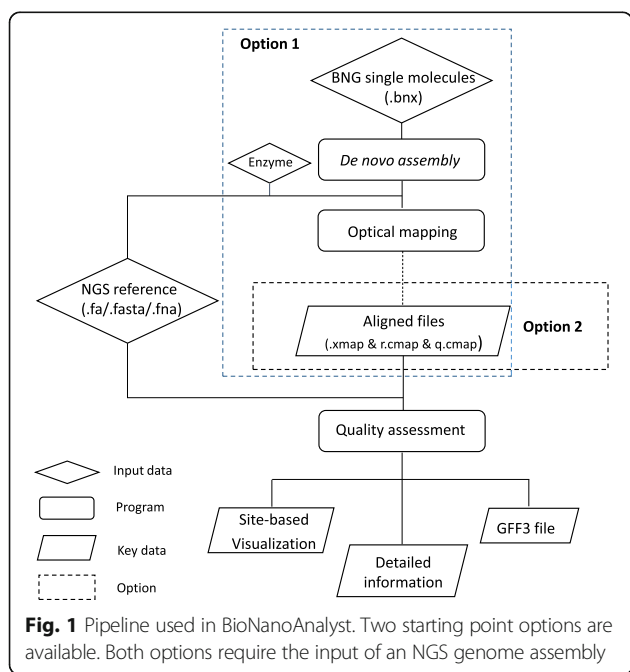 Option 1
BNG single molecules
(.bnx)
Enzyme
De novo assembly
Optical mapping
NGS reference
(.fa/.fasta/.fna)
Aligned files
(.xmap & r.cmap & q.cmap)
Option 2
Quality assessment
Input data
Program
Key data
Option
Site-based
Visualization
Detailed
information
GFF3 file
Fig. 1 Pipeline used in BioNanoAnalyst. Two starting point options are
available. Both options require the input of an NGS genome assembly